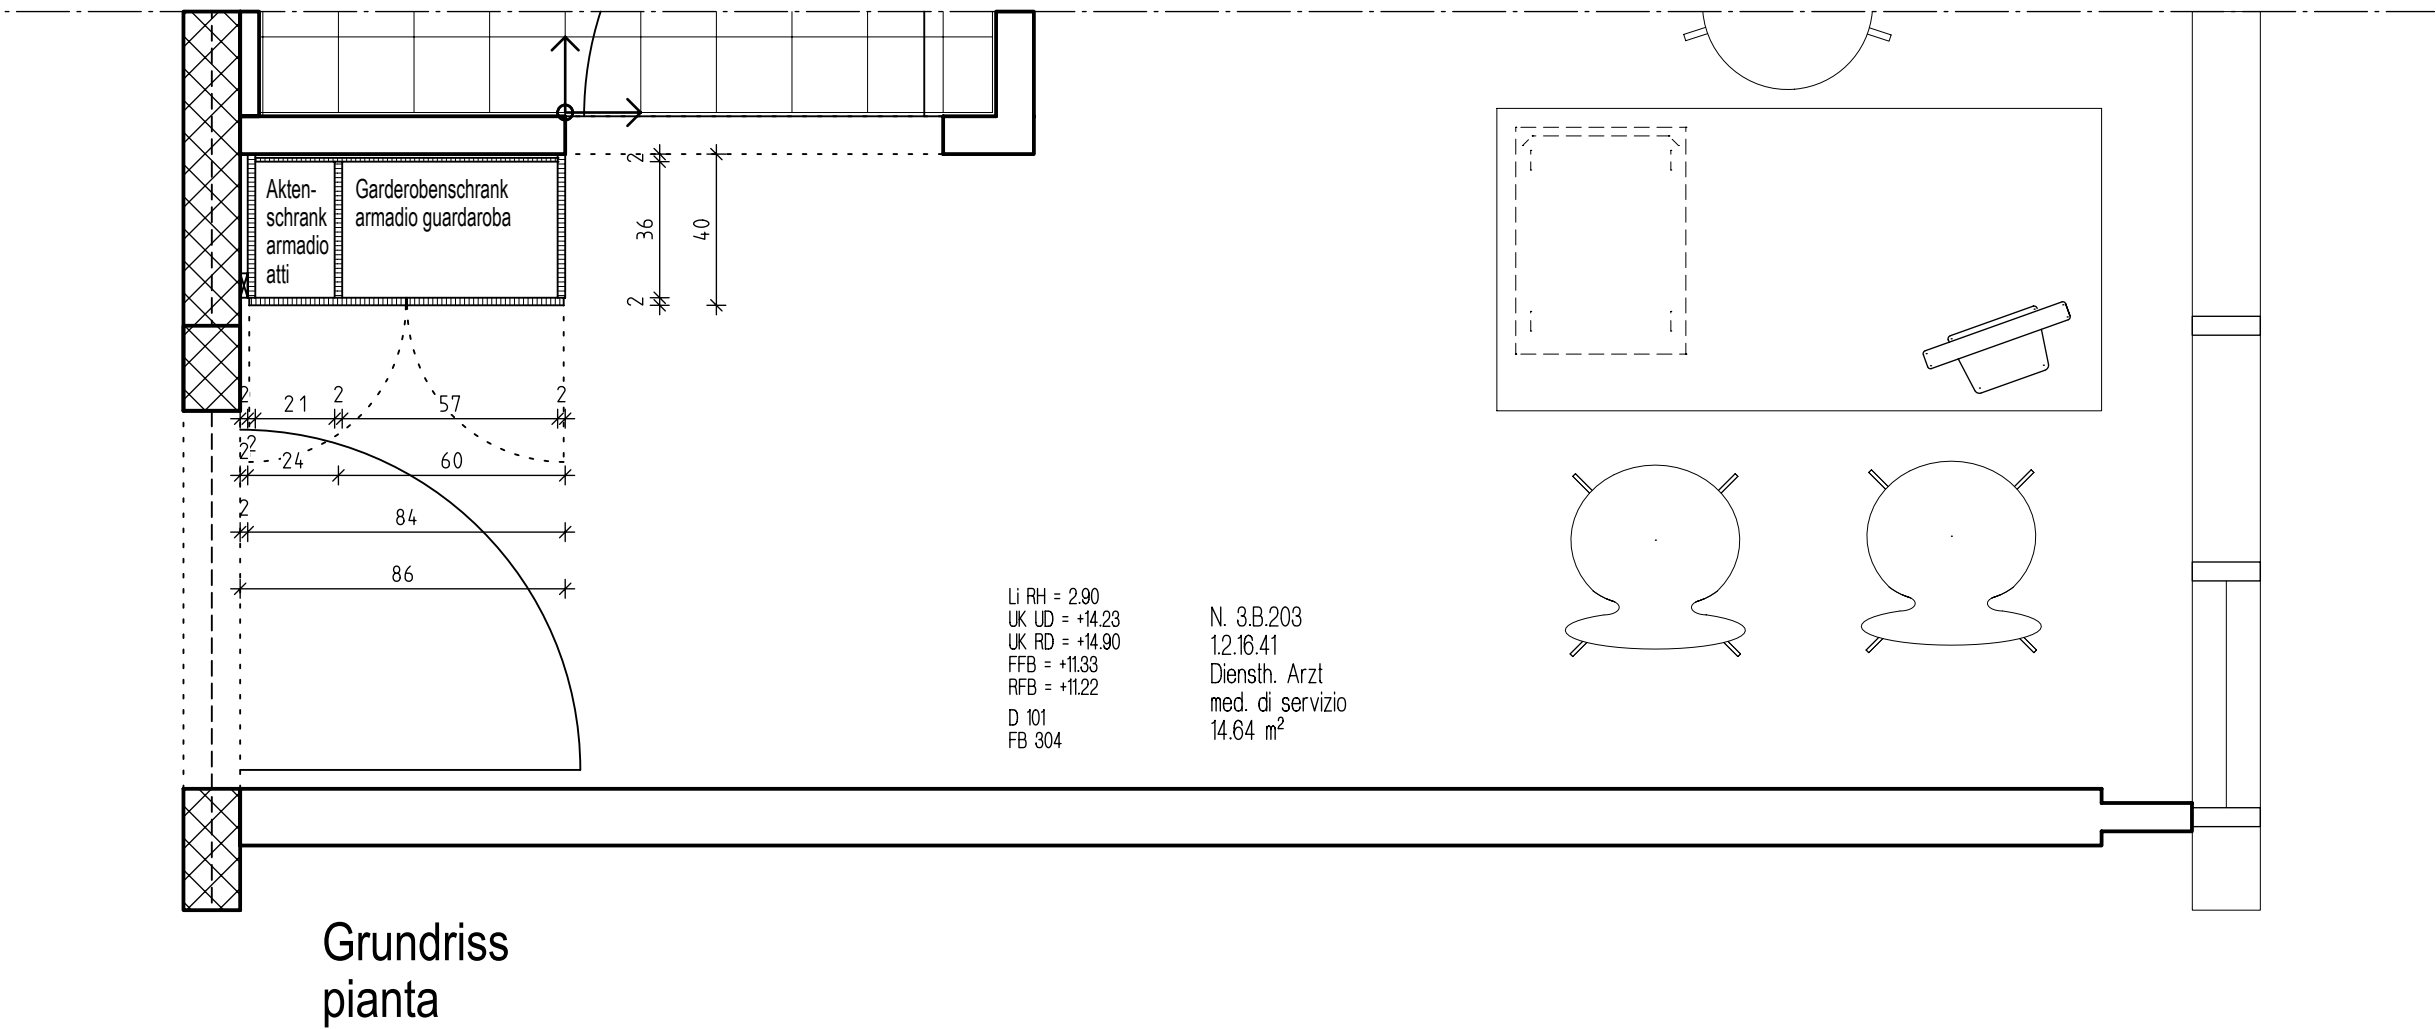 Akten-
schrank
armadio
atti
Garderobenschrank
armadio guardaroba
2
36
2
40
2
21
2
57
2
2
2
24
60
2
84
86
Li RH = 2.90
UK UD = +14.23
UK RD = +14.90
FFB = +11.33
RFB = +11.22
D 101
FB 304
N. 3.B.203
1.2.16.41
Diensth. Arzt
med. di servizio
14.64 m²
Grundriss
pianta